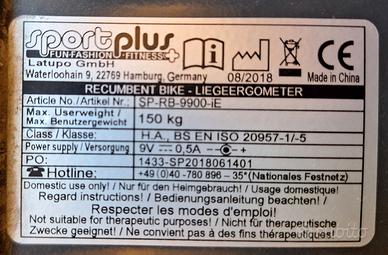 sportplus
FUN·FASHION·FITNESS+
Latupo GmbH
Waterloohain 9, 22769 Hamburg, Germany
08/2018
CE
Made in China
RECUMBENT BIKE - LIEGEERGOMETER
Article No./Artikel Nr.: SP-RB-9900-iE
Max. Userweight/
Max. Benutzergewicht 150 kg
Class / Klasse: H.A., BS EN ISO 20957-1/-5
Power supply/ Versorgung 9V 0,5A - +
PO: 1433-SP2018061401
Hotline: +49(0)40-780 896 - 35* (Nationales Festnetz)
Domestic use only! / Nur für den Heimgebrauch! / Usage domestique!
Regard instructions! / Bedienungsanleitung beachten! /
Respecter les modes d'emploi!
Not suitable for therapeutic purposes! / Nicht für therapeutische
Zwecke geeignet! / Ne convient pas à des fins thérapeutiques!